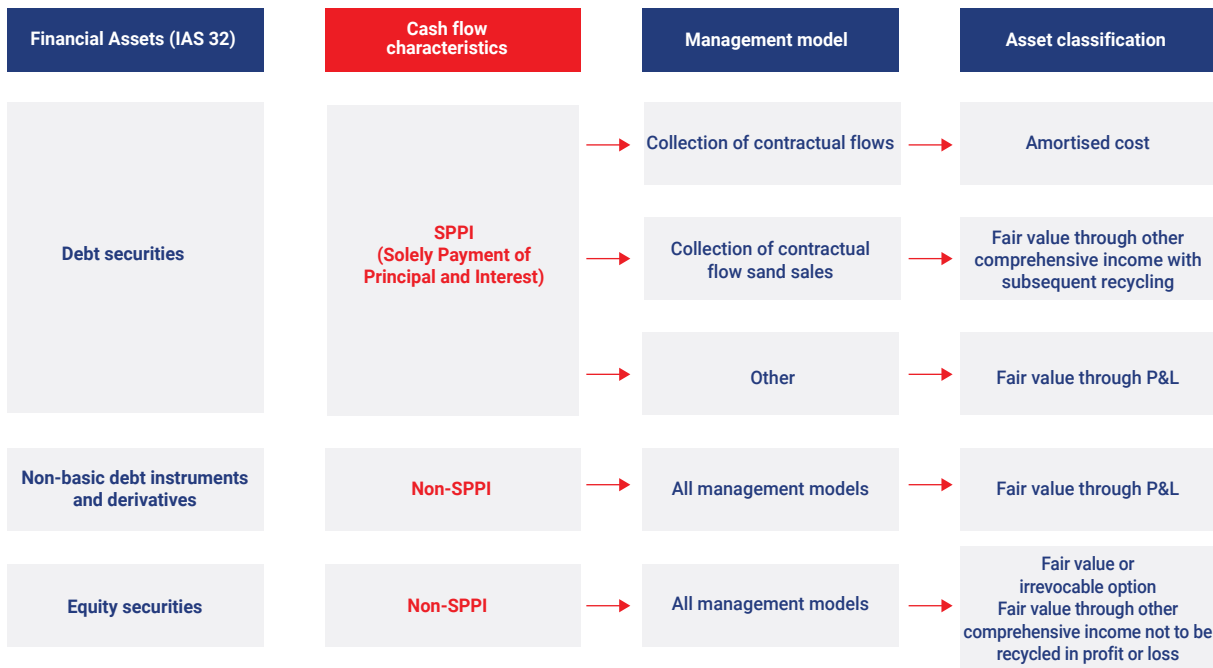 Financial Assets (IAS 32)
Cash flow
characteristics
Management model
Asset classification
Debt securities
SPPI
(Solely Payment of
Principal and Interest)
Collection of contractual flows
Amortised cost
Collection of contractual
flow sand sales
Fair value through other
comprehensive income with
subsequent recycling
Other
Fair value through P&L
Non-basic debt instruments
and derivatives
Non-SPPI
All management models
Fair value through P&L
Equity securities
Non-SPPI
All management models
Fair value or
irrevocable option
Fair value through other
comprehensive income not to be
recycled in profit or loss